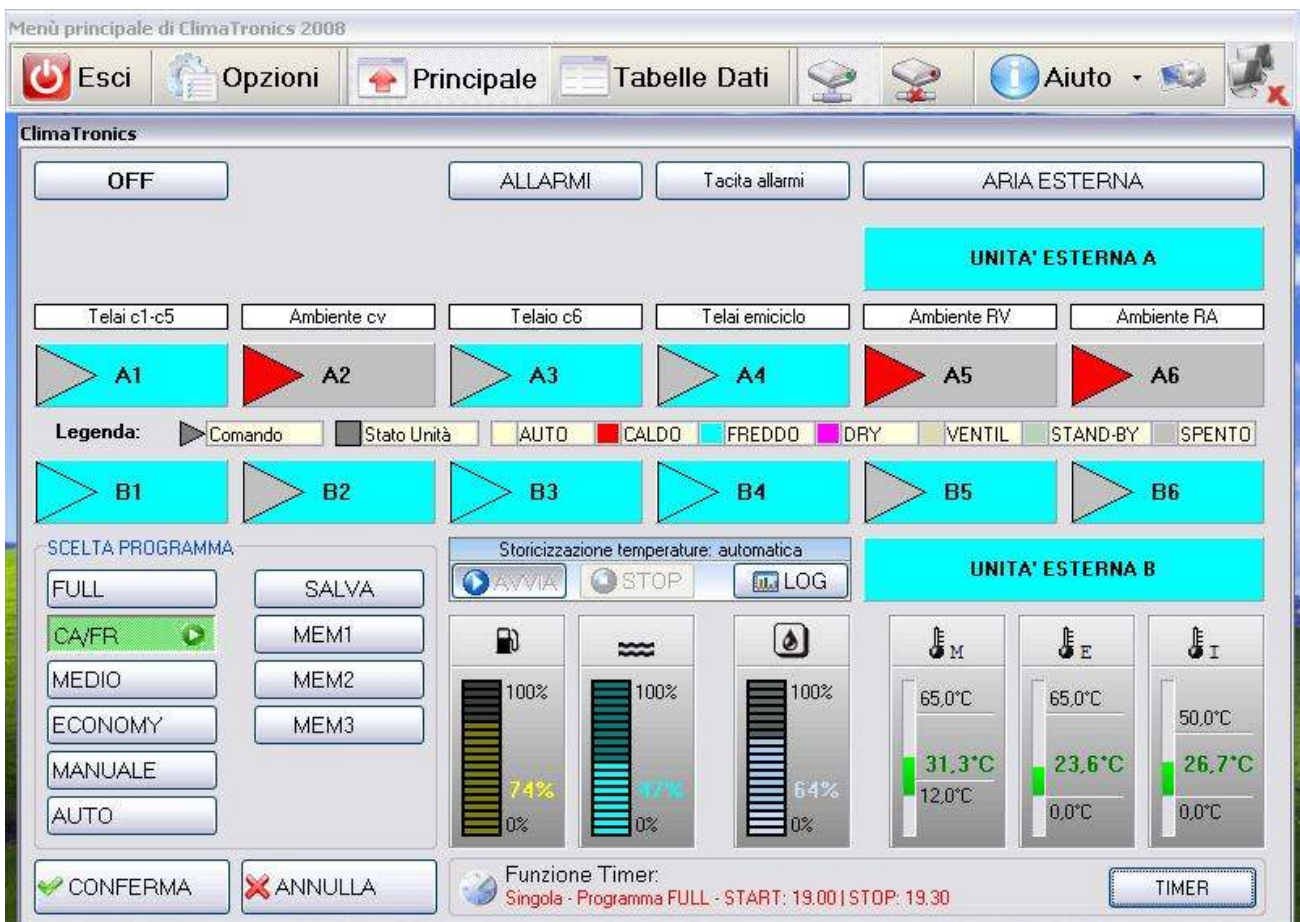 Menù principale di ClimaTronics 2008
Esci Opzioni Principale Tabelle Dati Aiuto
ClimaTronics
OFF ALLARMI Tacita allarmi ARIA ESTERNA
UNITA' ESTERNA A
Telai c1-c5 Ambiente cv Telaio c6 Telai emiciclo Ambiente RV Ambiente RA
A1 A2 A3 A4 A5 A6
Legenda: Comando Stato Unità AUTO CALDO FREDDO DRY VENTIL STAND-BY SPENTO
B1 B2 B3 B4 B5 B6
SCELTA PROGRAMMA
Storicizzazione temperature: automatica
AVVIA STOP LOG
UNITA' ESTERNA B
FULL SALVA
CA/FR MEM1
MEDIO MEM2
ECONOMY MEM3
MANUALE
AUTO
M E I
100% 100% 100% 65,0°C 65,0°C 50,0°C
74% 47% 64% 31,3°C 23,6°C 26,7°C
0% 0% 0% 12,0°C 0,0°C 0,0°C
CONFERMA ANNULLA
Funzione Timer:
Singola - Programma FULL - START: 19.00 | STOP: 19.30
TIMER